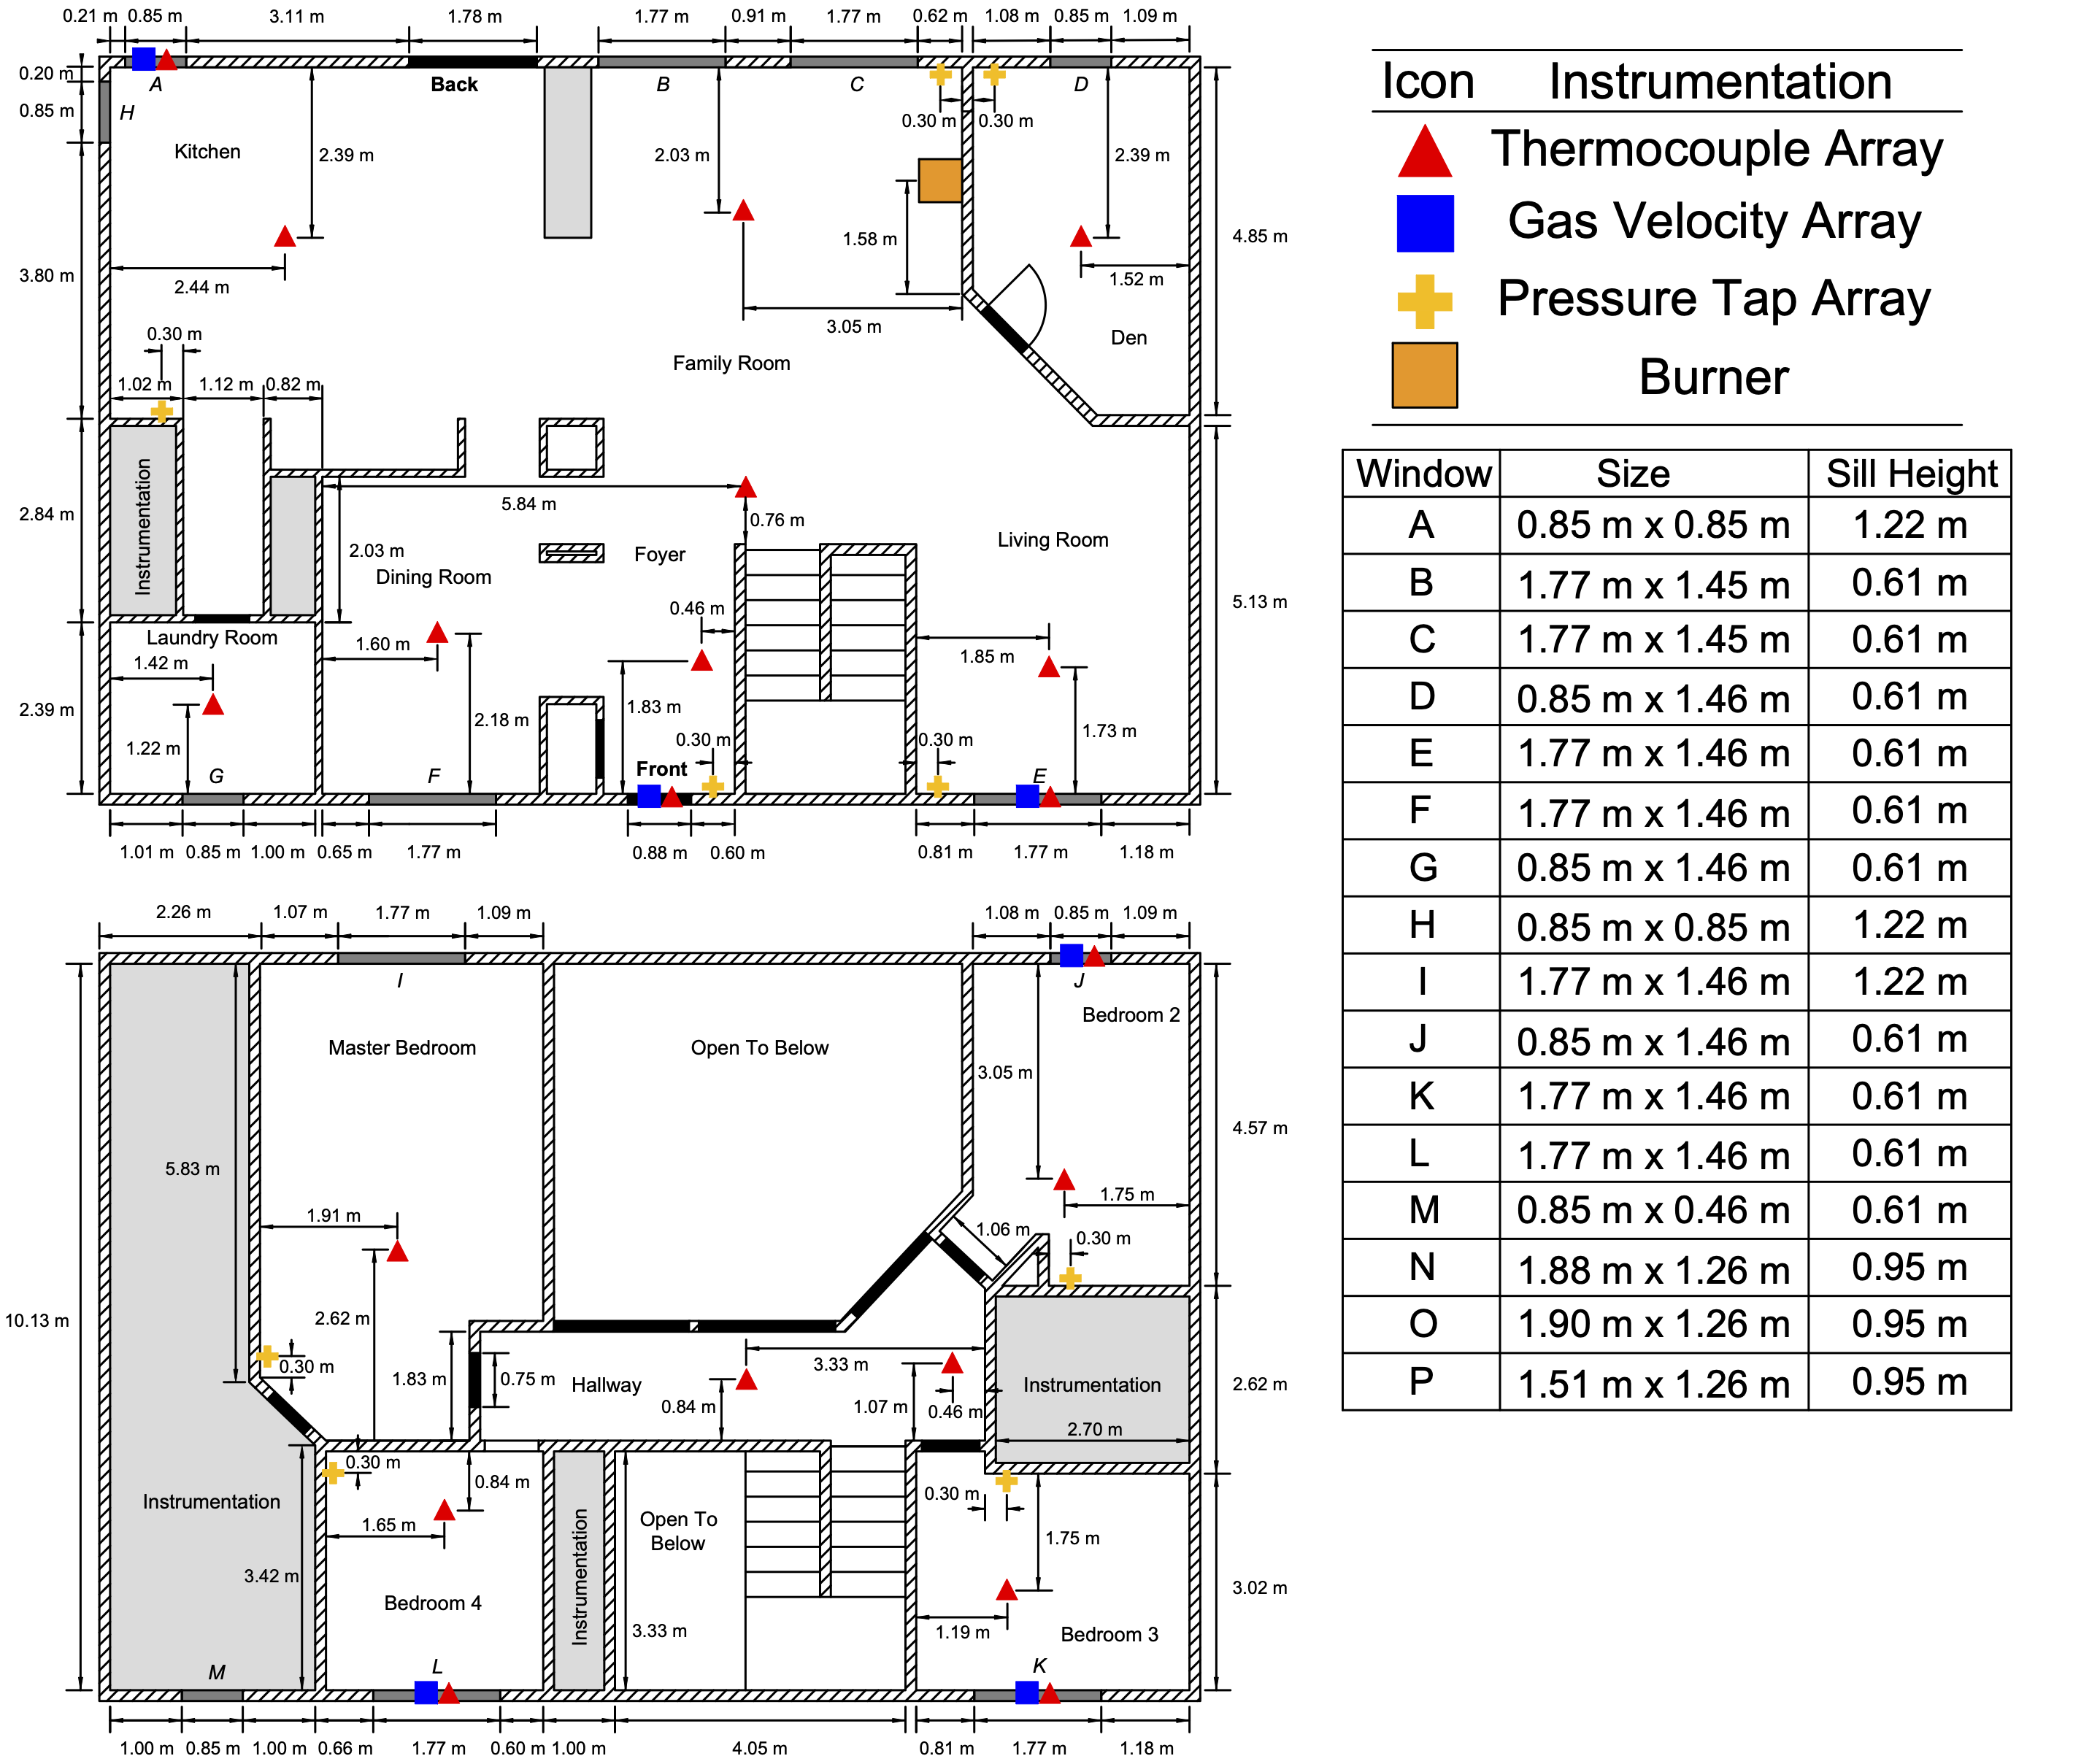 0.21 m 0.85 m 3.11 m 1.78 m 1.77 m 0.91 m 1.77 m 0.62 m 1.08 m 0.85 m 1.09 m
0.20 m
0.85 m
3.80 m
2.84 m
2.39 m
A
H
Back
B
C
D
Kitchen
2.39 m
2.44 m
2.03 m
0.30 m
0.30 m
1.58 m
3.05 m
2.39 m
1.52 m
Den
4.85 m
Family Room
0.30 m
1.02 m 1.12 m 0.82 m
Instrumentation
5.84 m
0.76 m
2.03 m
Dining Room
Foyer
Living Room
5.13 m
Laundry Room
1.42 m
1.22 m
G
1.60 m
2.18 m
F
0.46 m
1.83 m
0.30 m
Front
1.85 m
0.30 m
1.73 m
E
1.01 m 0.85 m 1.00 m 0.65 m 1.77 m 0.88 m 0.60 m 0.81 m 1.77 m 1.18 m
2.26 m 1.07 m 1.77 m 1.09 m 1.08 m 0.85 m 1.09 m
I
J
Master Bedroom
Open To Below
Bedroom 2
3.05 m
4.57 m
5.83 m
1.91 m
1.75 m
1.06 m
0.30 m
10.13 m
2.62 m
0.30 m
1.83 m
0.75 m
Hallway
3.33 m
0.84 m
1.07 m
0.46 m
Instrumentation
2.70 m
2.62 m
0.30 m
0.84 m
1.65 m
Instrumentation
3.42 m
Bedroom 4
Instrumentation
Open To
Below
3.33 m
0.30 m
1.75 m
1.19 m
Bedroom 3
3.02 m
M
L
K
1.00 m 0.85 m 1.00 m 0.66 m 1.77 m 0.60 m 1.00 m 4.05 m 0.81 m 1.77 m 1.18 m
Icon Instrumentation
Thermocouple Array
Gas Velocity Array
Pressure Tap Array
Burner
Window Size Sill Height
A 0.85 m x 0.85 m 1.22 m
B 1.77 m x 1.45 m 0.61 m
C 1.77 m x 1.45 m 0.61 m
D 0.85 m x 1.46 m 0.61 m
E 1.77 m x 1.46 m 0.61 m
F 1.77 m x 1.46 m 0.61 m
G 0.85 m x 1.46 m 0.61 m
H 0.85 m x 0.85 m 1.22 m
I 1.77 m x 1.46 m 1.22 m
J 0.85 m x 1.46 m 0.61 m
K 1.77 m x 1.46 m 0.61 m
L 1.77 m x 1.46 m 0.61 m
M 0.85 m x 0.46 m 0.61 m
N 1.88 m x 1.26 m 0.95 m
O 1.90 m x 1.26 m 0.95 m
P 1.51 m x 1.26 m 0.95 m